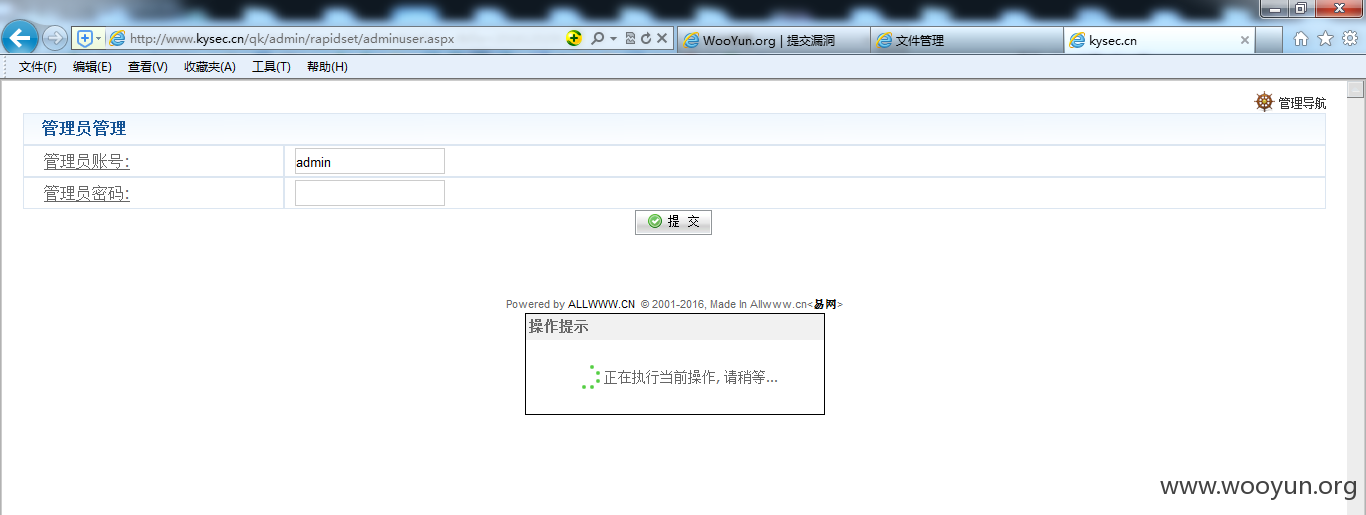 http://www.kysec.cn/qk/admin/rapidset/adminuser.aspx
WooYun.org | 提交漏洞
文件管理
kysec.cn
文件(F) 编辑(E) 查看(V) 收藏夹(A) 工具(T) 帮助(H)
管理导航
管理员管理
管理员账号: admin
管理员密码:
提 交
Powered by ALLWWW.CN © 2001-2016, Made In Allwww.cn<易网>
操作提示
正在执行当前操作, 请稍等...
www.wooyun.org